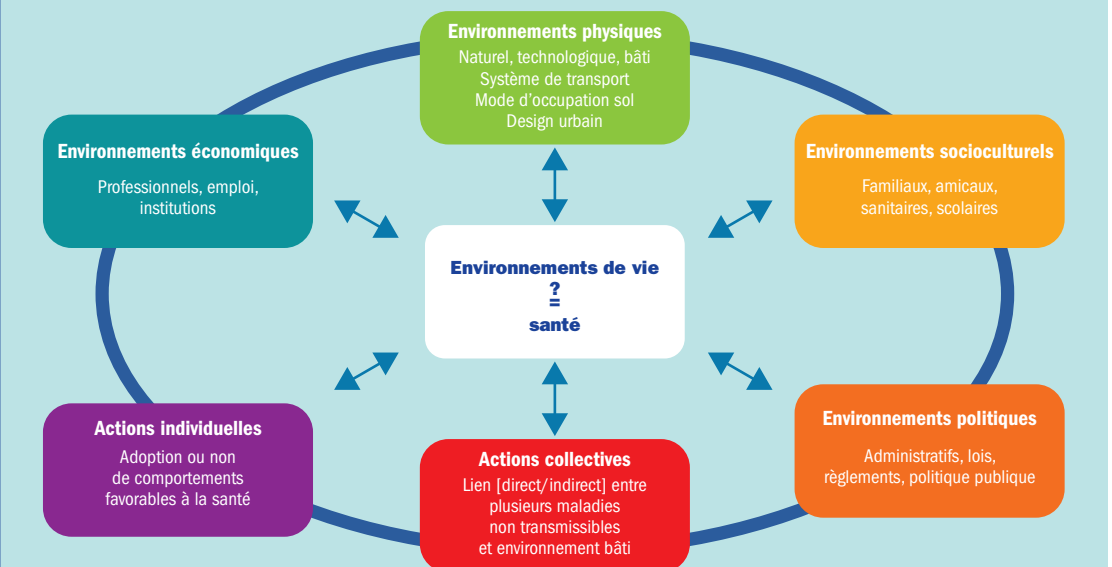 Environnements physiques
Naturel, technologique, bâti
Système de transport
Mode d'occupation sol
Design urbain
Environnements économiques
Professionnels, emploi,
institutions
Environnements socioculturels
Familiaux, amicaux,
sanitaires, scolaires
Environnements de vie
?
=
santé
Actions individuelles
Adoption ou non
de comportements
favorables à la santé
Actions collectives
Lien [direct/indirect] entre
plusieurs maladies
non transmissibles
et environnement bâti
Environnements politiques
Administratifs, lois,
règlements, politique publique